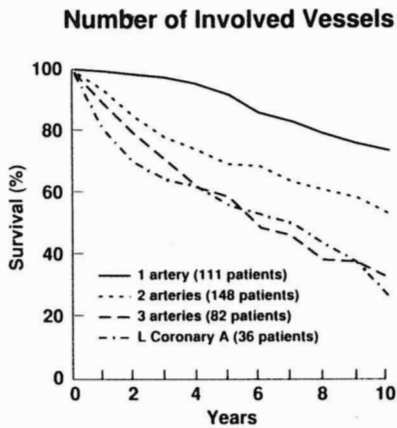 Number of Involved Vessels
100
80
60
40
20
0
Survival (%)
1 artery (111 patients)
2 arteries (148 patients)
3 arteries (82 patients)
L Coronary A (36 patients)
0 2 4 6 8 10
Years